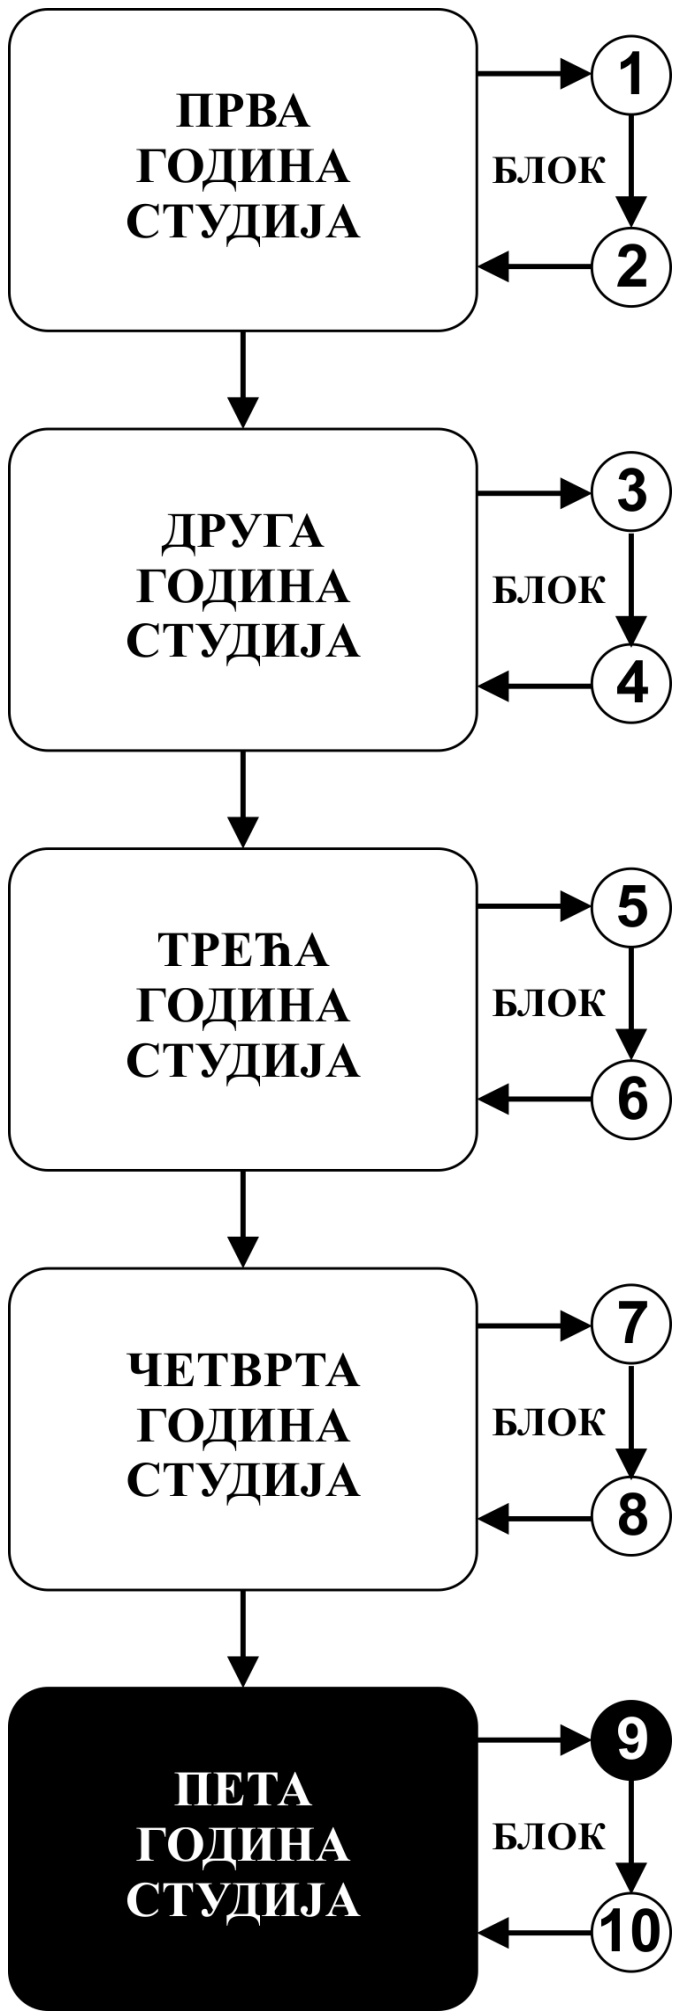 ПРВА
ГОДИНА
СТУДИЈА
1
БЛОК
2
ДРУГА
ГОДИНА
СТУДИЈА
3
БЛОК
4
ТРЕЋА
ГОДИНА
СТУДИЈА
5
БЛОК
6
ЧЕТВРТА
ГОДИНА
СТУДИЈА
7
БЛОК
8
ПЕТА
ГОДИНА
СТУДИЈА
9
БЛОК
10